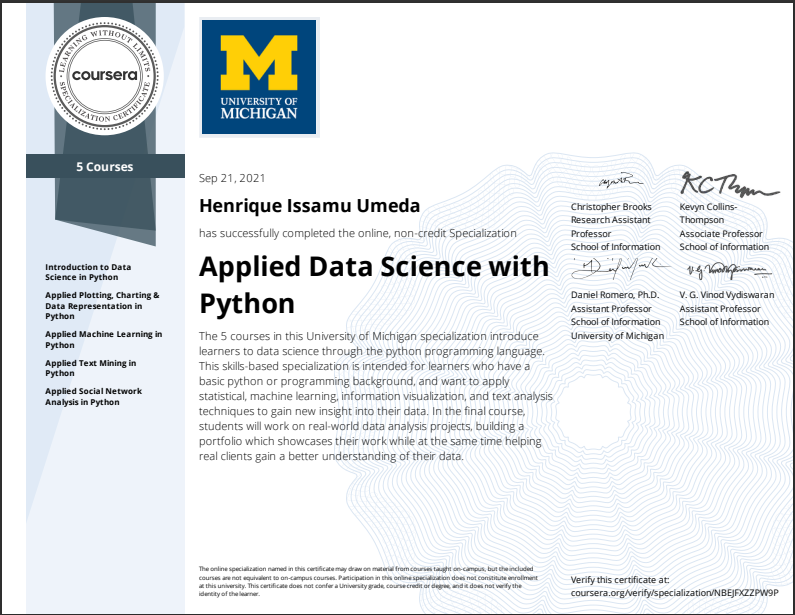 LEARNING WITHOUT LIMITS
coursera
SPECIALIZATION CERTIFICATE
5 Courses
Introduction to Data
Science in Python
Applied Plotting, Charting &
Data Representation in
Python
Applied Machine Learning in
Python
Applied Text Mining in
Python
Applied Social Network
Analysis in Python
M
UNIVERSITY OF
MICHIGAN
Sep 21, 2021
Henrique Issamu Umeda
has successfully completed the online, non-credit Specialization
Applied Data Science with
Python
The 5 courses in this University of Michigan specialization introduce
learners to data science through the python programming language.
This skills-based specialization is intended for learners who have a
basic python or programming background, and want to apply
statistical, machine learning, information visualization, and text analysis
techniques to gain new insight into their data. In the final course,
students will work on real-world data analysis projects, building a
portfolio which showcases their work while at the same time helping
real clients gain a better understanding of their data.
Christopher Brooks
Research Assistant
Professor
School of Information
Kevyn Collins-
Thompson
Associate Professor
School of Information
Daniel Romero, Ph.D.
Assistant Professor
School of Information
University of Michigan
V. G. Vinod Vydiswaran
Assistant Professor
School of Information
The online specialization named in this certificate may draw on material from courses taught on-campus, but the included
courses are not equivalent to on-campus courses. Participation in this online specialization does not constitute enrollment
at this university. This certificate does not confer a University grade, course credit or degree, and it does not verify the
identity of the learner.
Verify this certificate at:
coursera.org/verify/specialization/NBEJFXZZPW9P